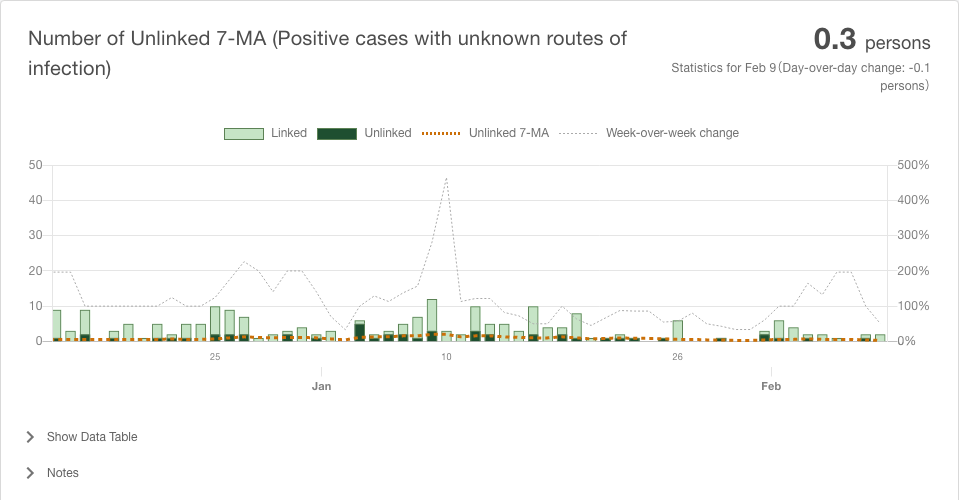 Number of Unlinked 7-MA (Positive cases with unknown routes of
infection)
0.3 persons
Statistics for Feb 9 (Day-over-day change: -0.1
persons)
Linked Unlinked Unlinked 7-MA Week-over-week change
50 500%
40 400%
30 300%
20 200%
10 100%
0 0%
25 10 26
Jan Feb
Show Data Table
Notes